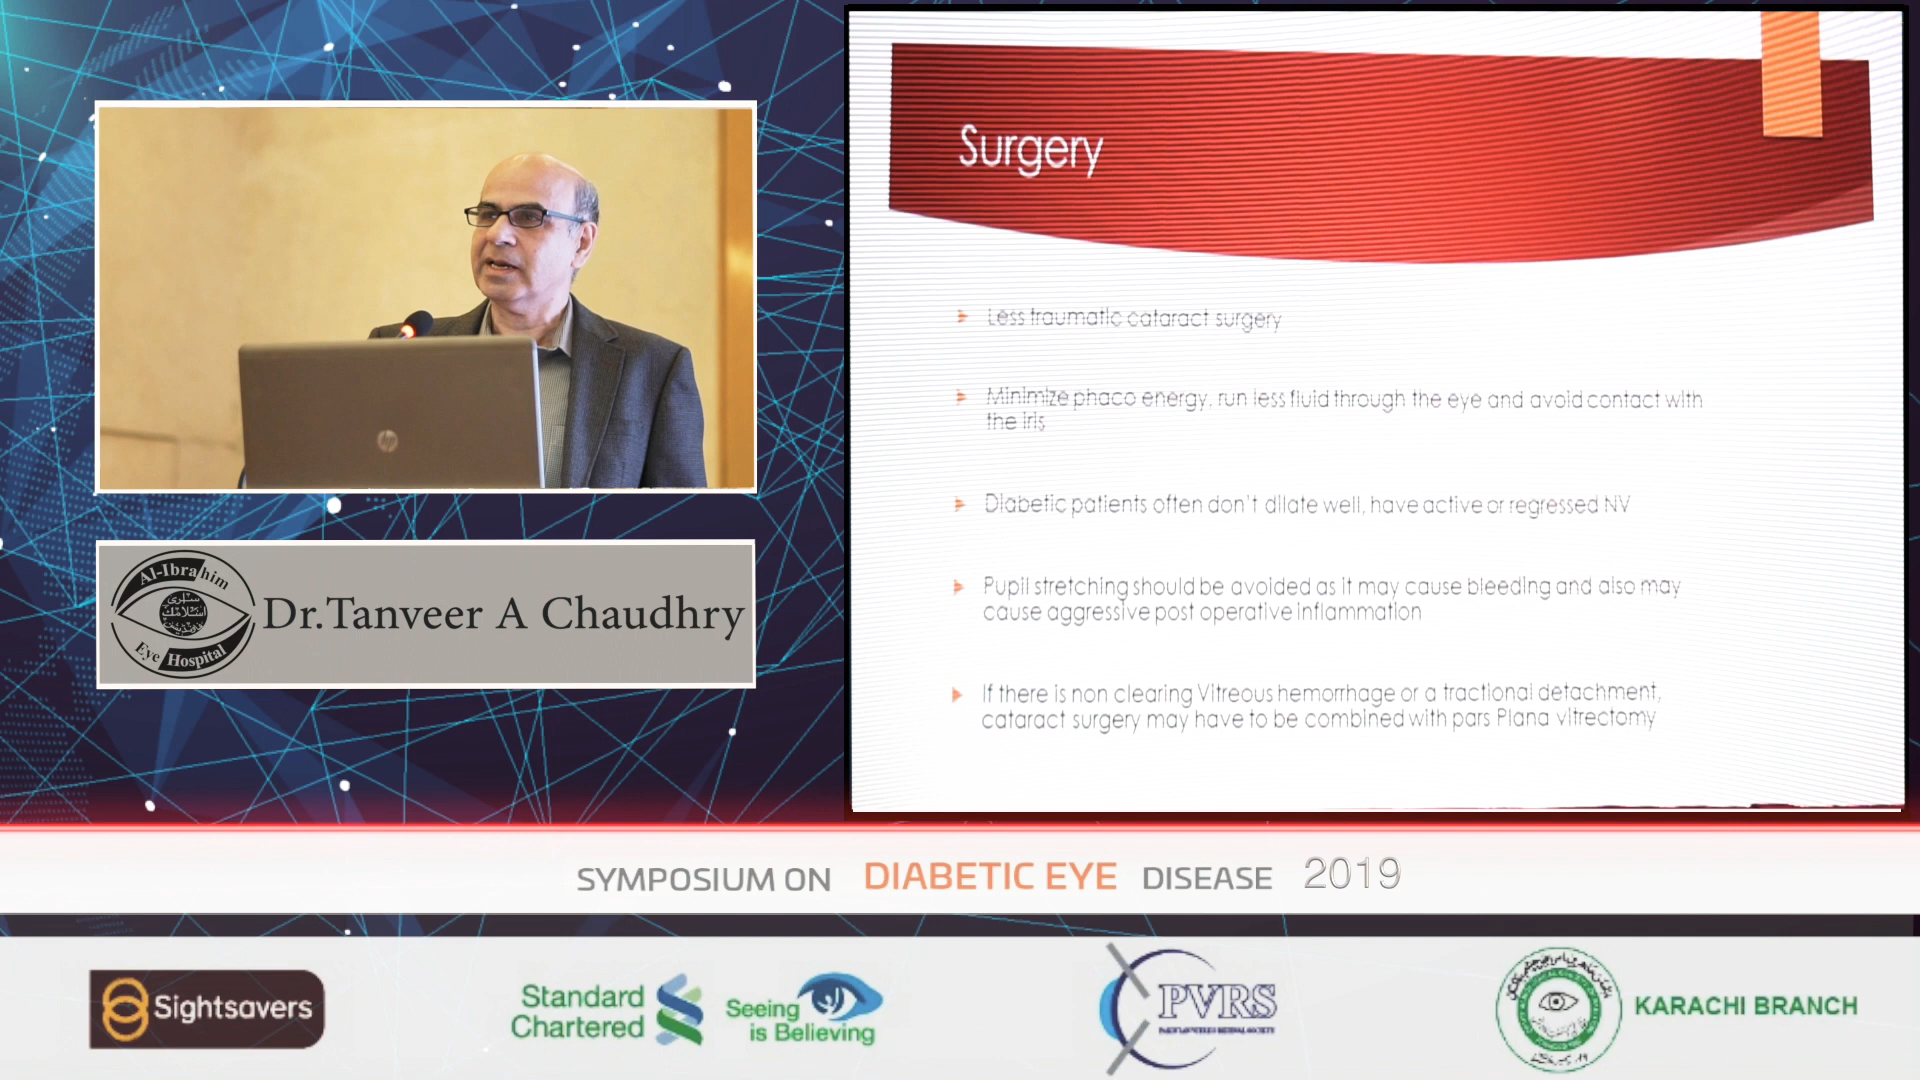 Surgery
Less traumatic cataract surgery
Minimize phaco energy, run less fluid through the eye and avoid contact with
the iris
Diabetic patients often don't dilate well, have active or regressed NV
Pupil stretching should be avoided as it may cause bleeding and also may
cause aggressive post operative inflammation
If there is non clearing Vitreous hemorrhage or a tractional detachment,
cataract surgery may have to be combined with pars Plana vitrectomy
hp
Al-Ibrahim
Eye Hospital
Dr.Tanveer A Chaudhry
SYMPOSIUM ON DIABETIC EYE DISEASE 2019
Sightsavers
Standard
Chartered
Seeing
is Believing
PVRS
KARACHI BRANCH